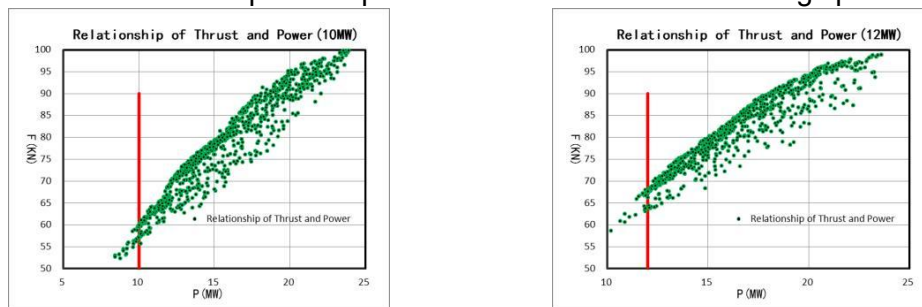 Relationship of Thrust and Power(10MW)
100
95
90
85
80
75
70
65
60
55
50
F(KN)
Relationship of Thrust and Power
5 10 15 20 25
P(MW)
Relationship of Thrust and Power(12MW)
100
95
90
85
80
75
70
65
60
55
50
F(KN)
Relationship of Thrust and Power
10 15 20 25
P(MW)